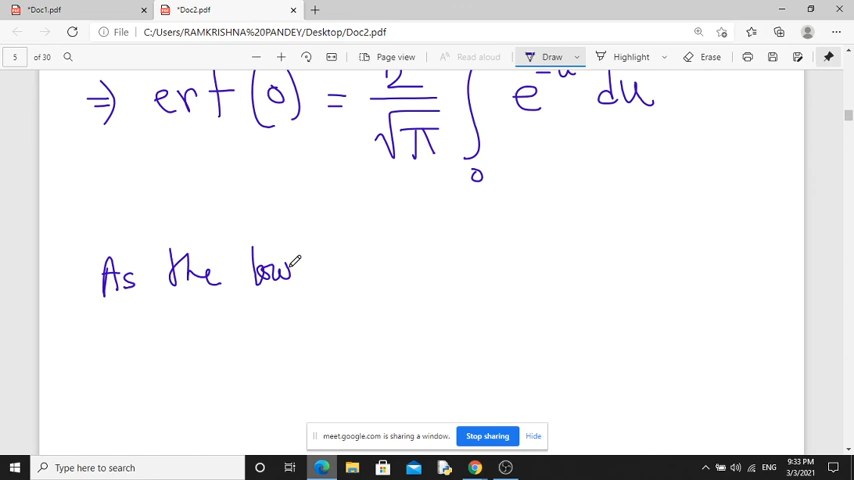 *Doc1.pdf
*Doc2.pdf
File
C:/Users/RAMKRISHNA%20PANDEY/Desktop/Doc2.pdf
5 of 30
Page view
Read aloud
Draw
Highlight
Erase
⇒ erf (0) = 2/√π ∫ 0 e^-u du
As the low
meet.google.com is sharing a window.
Stop sharing
Hide
Type here to search
ENG
9:33 PM
3/3/2021